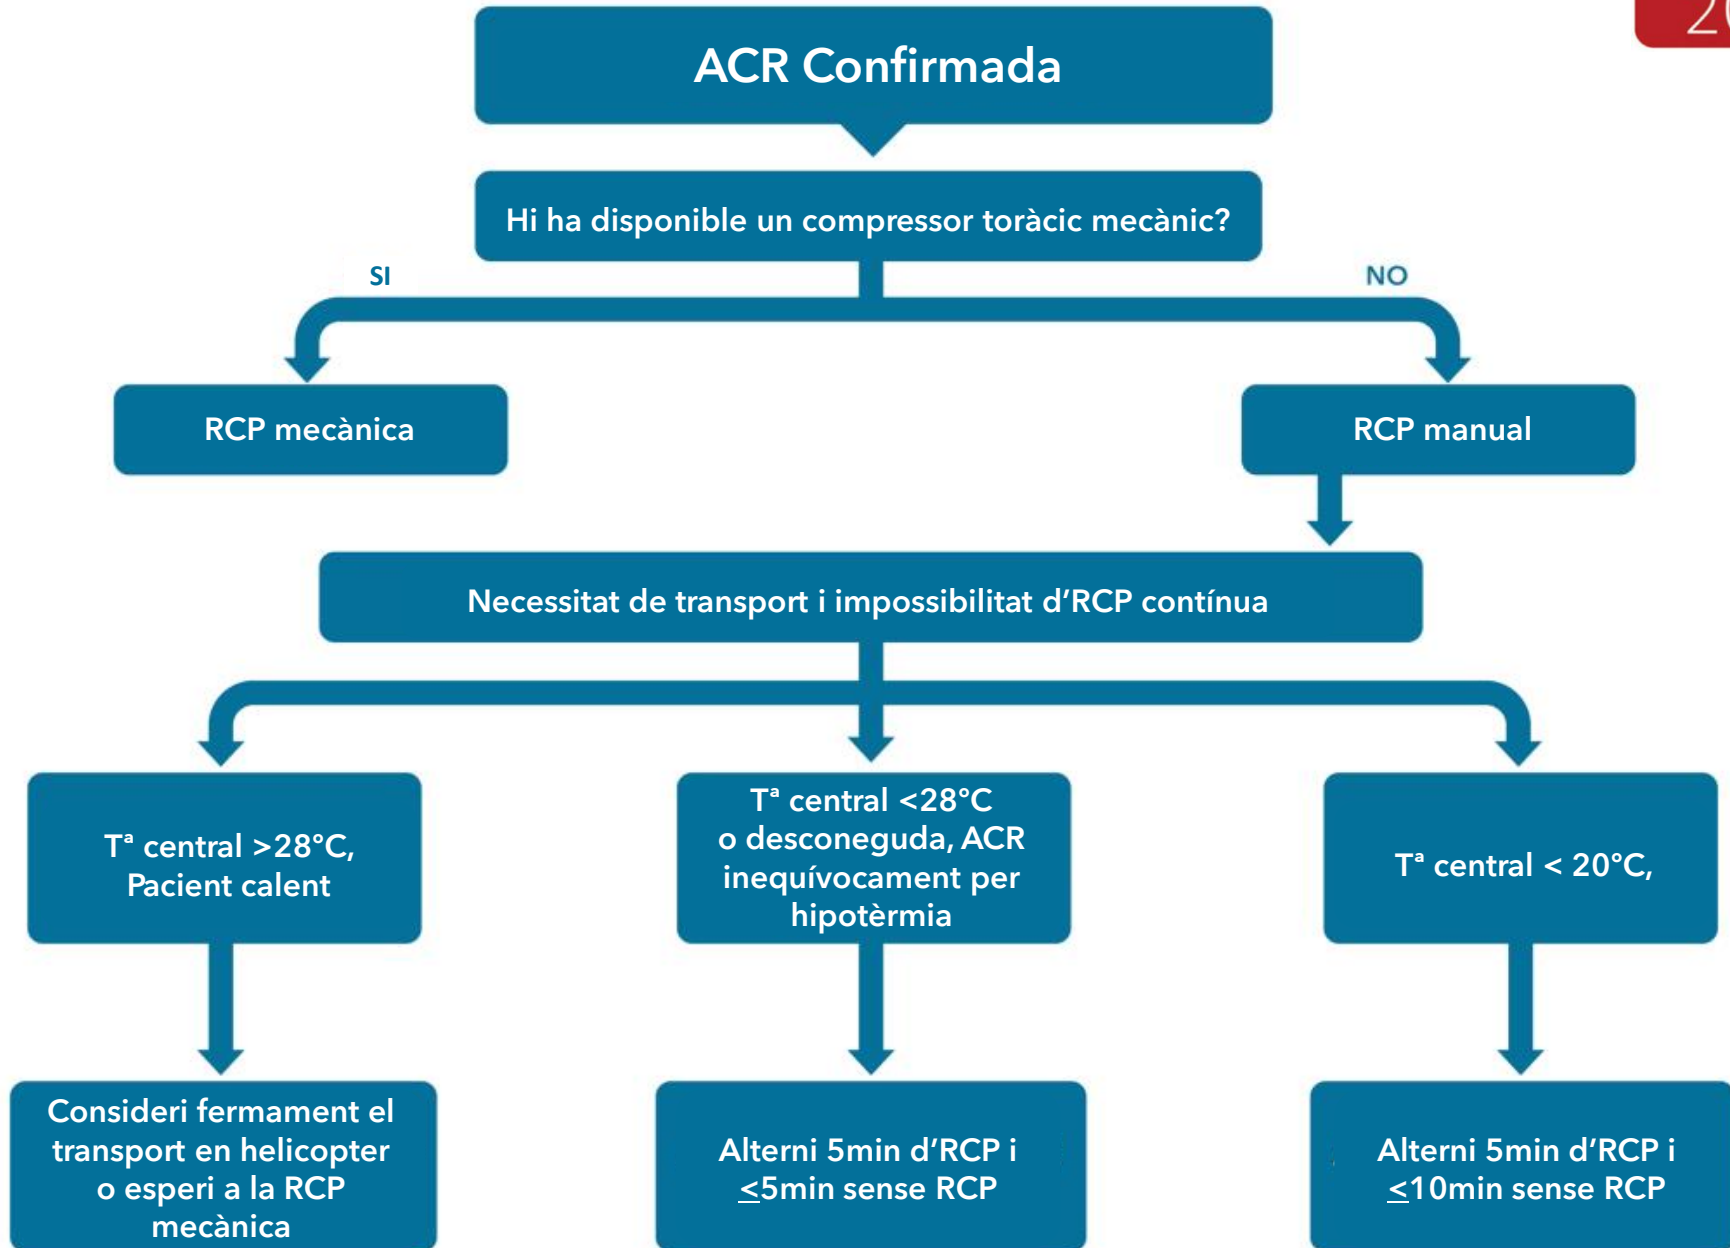 20
ACR Confirmada
Hi ha disponible un compressor toràcic mecànic?
SI
NO
RCP mecànica
RCP manual
Necessitat de transport i impossibilitat d’RCP contínua
Tª central >28°C,
Pacient calent
Tª central <28°C
o desconeguda, ACR
inequívocament per
hipotèrmia
Tª central < 20°C,
Consideri fermament el
transport en helicopter
o esperi a la RCP
mecànica
Alterni 5min d’RCP i
≤5min sense RCP
Alterni 5min d’RCP i
≤10min sense RCP